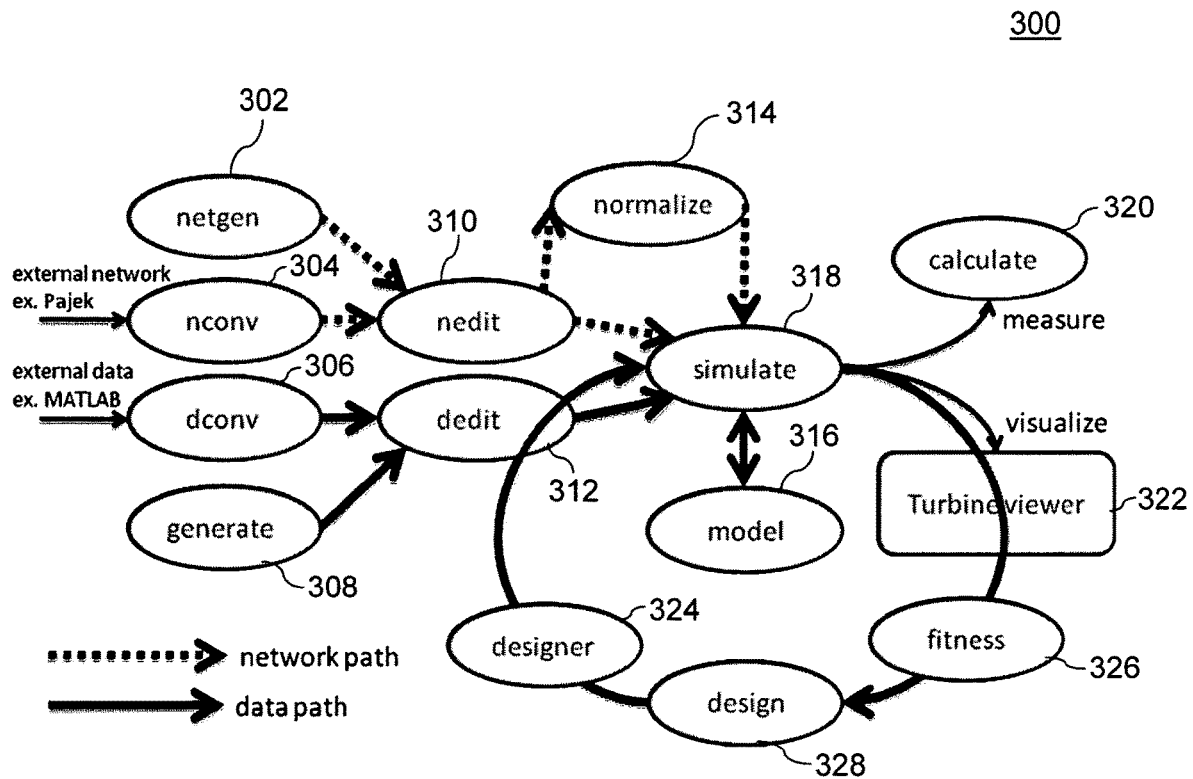 300
302
netgen
314
normalize
310
320
calculate
external network
ex. Pajek
304
nconv
nedit
318
measure
external data
ex. MATLAB
306
dconv
dedit
simulate
visualize
312
316
Turbine viewer
322
generate
308
model
324
designer
fitness
326
network path
design
data path
328